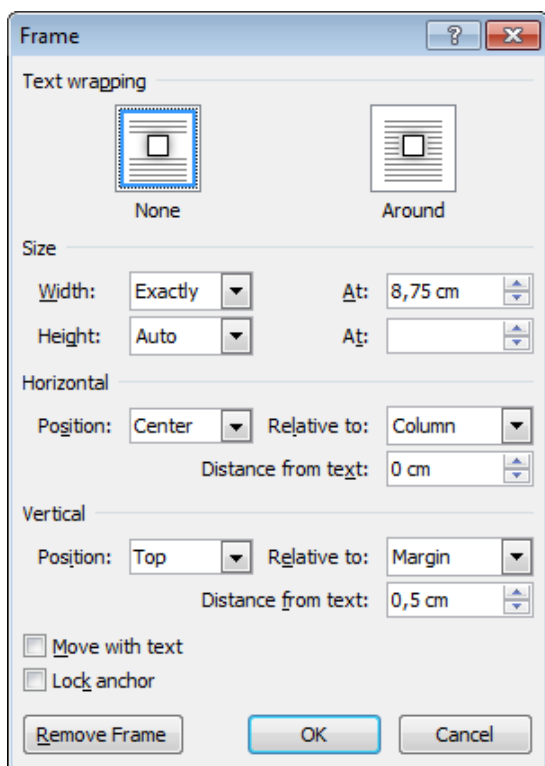 Frame
Text wrapping
None Around
Size
Width: Exactly At: 8,75 cm
Height: Auto At:
Horizontal
Position: Center Relative to: Column
Distance from text: 0 cm
Vertical
Position: Top Relative to: Margin
Distance from text: 0,5 cm
Move with text
Lock anchor
Remove Frame OK Cancel